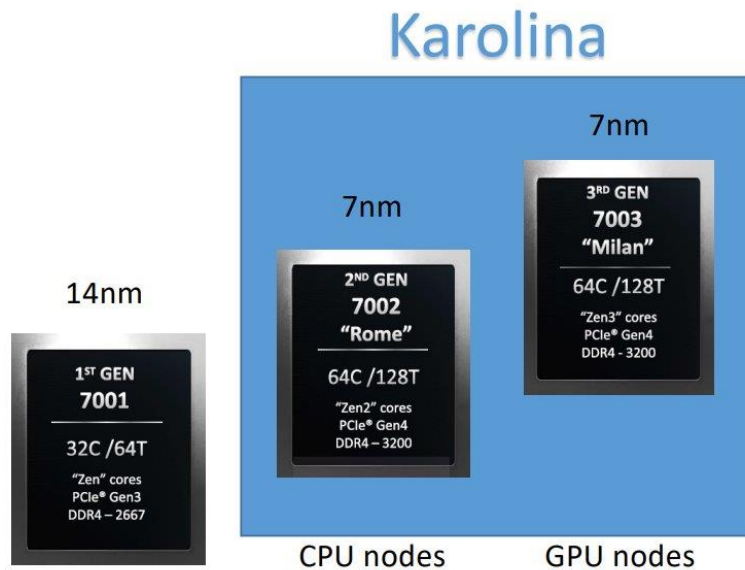 Karolina
14nm
1ST GEN
7001
32C /64T
"Zen" cores
PCIe® Gen3
DDR4 – 2667
7nm
2ND GEN
7002
"Rome"
64C /128T
"Zen2" cores
PCIe® Gen4
DDR4 – 3200
CPU nodes
7nm
3RD GEN
7003
"Milan"
64C /128T
"Zen3" cores
PCIe® Gen4
DDR4 - 3200
GPU nodes